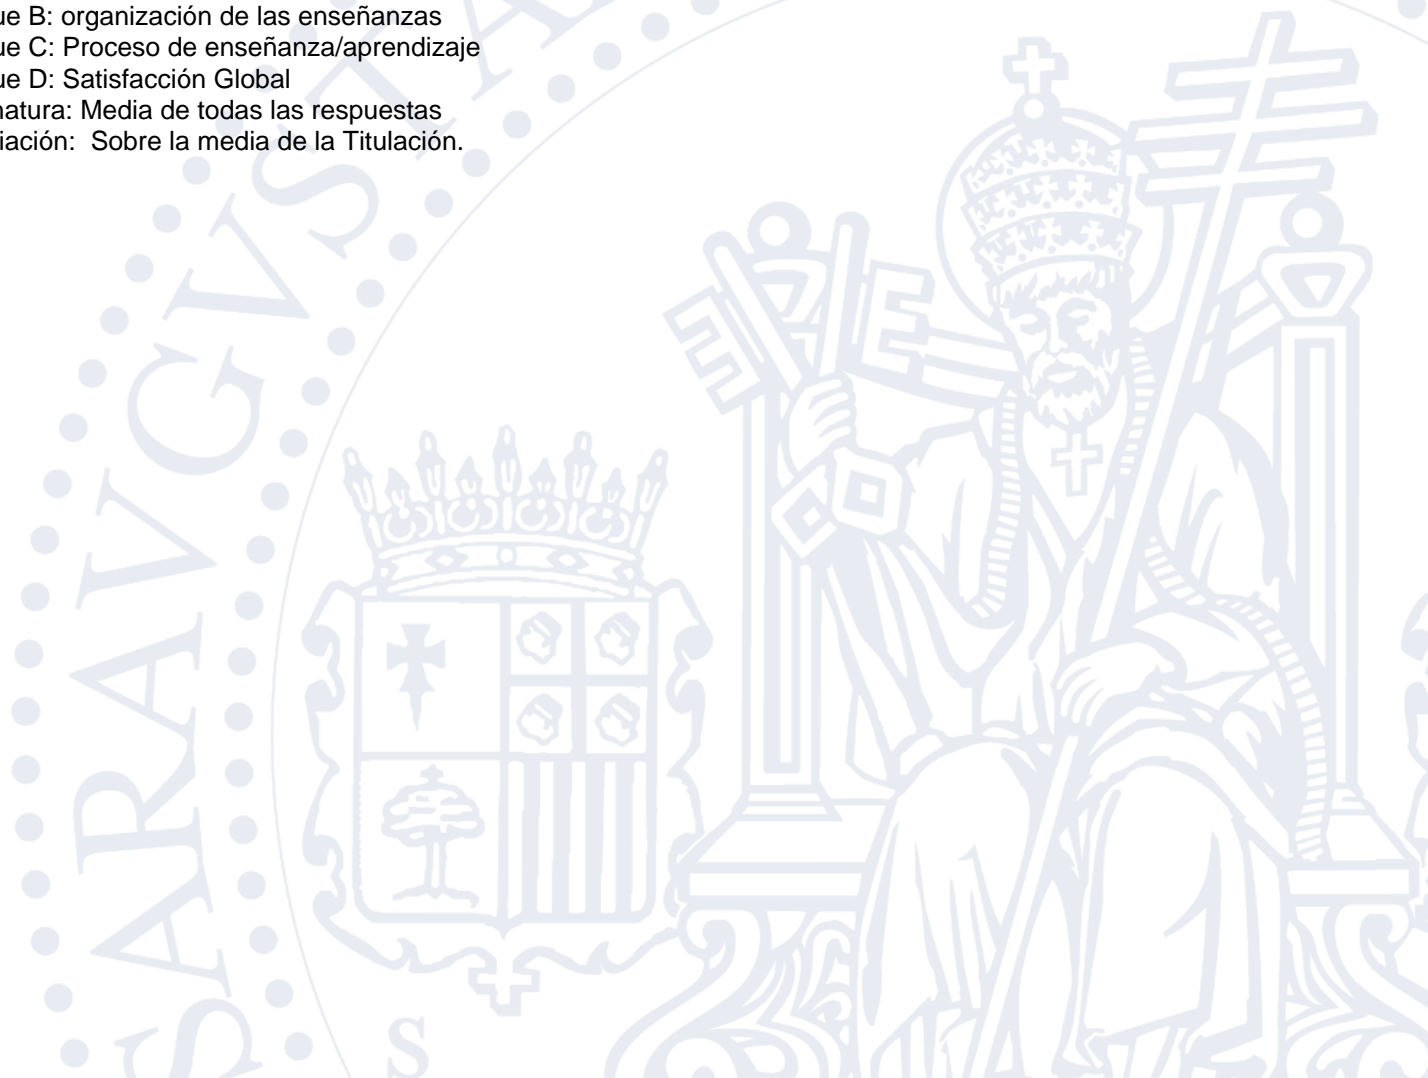 ue B: organización de las enseñanzas
ue C: Proceso de enseñanza/aprendizaje
ue D: Satisfacción Global
natura: Media de todas las respuestas
iación:  Sobre la media de la Titulación.
SARAVGVSTA
S